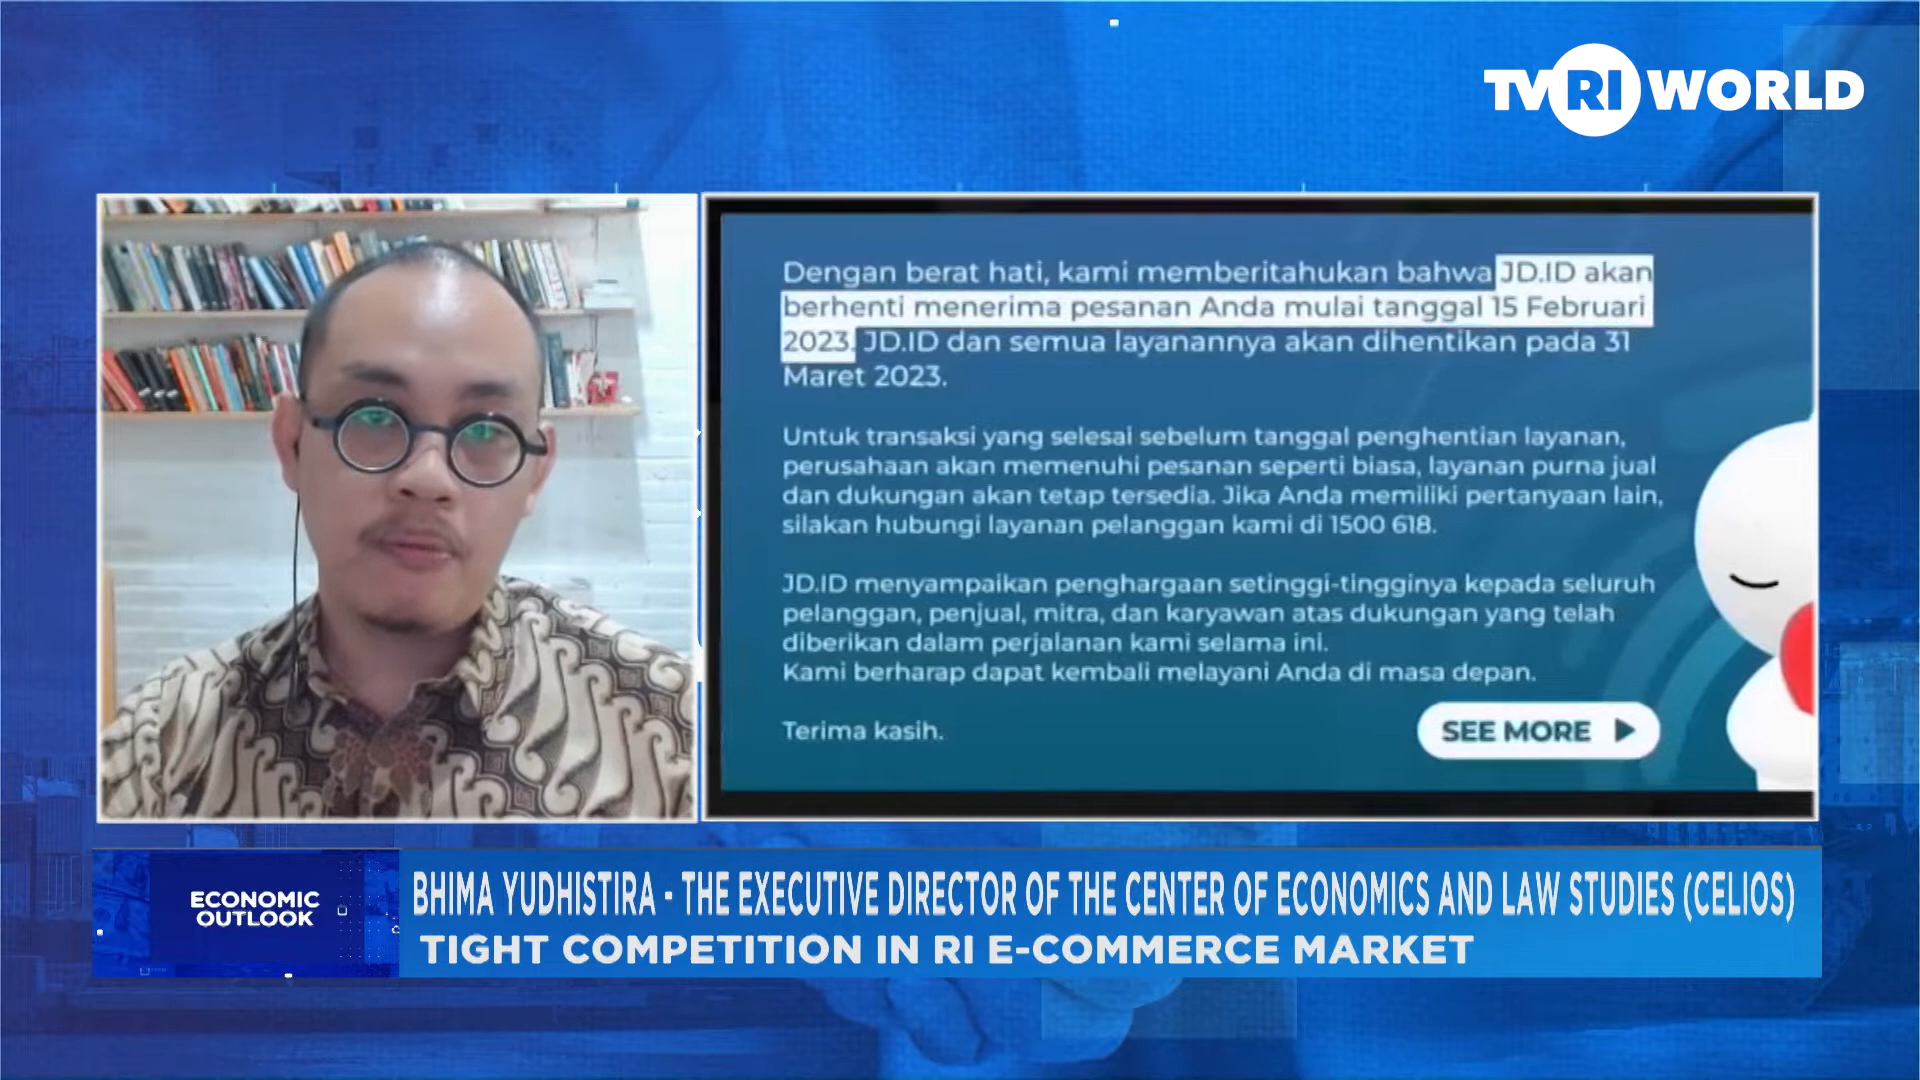 TVRI WORLD
Dengan berat hati, kami memberitahukan bahwa JD.ID akan
berhenti menerima pesanan Anda mulai tanggal 15 Februari
2023. JD.ID dan semua layanannya akan dihentikan pada 31
Maret 2023.
Untuk transaksi yang selesai sebelum tanggal penghentian layanan,
perusahaan akan memenuhi pesanan seperti biasa, layanan purna jual
dan dukungan akan tetap tersedia. Jika Anda memiliki pertanyaan lain,
silakan hubungi layanan pelanggan kami di 1500 618.
JD.ID menyampaikan penghargaan setinggi-tingginya kepada seluruh
pelanggan, penjual, mitra, dan karyawan atas dukungan yang telah
diberikan dalam perjalanan kami selama ini.
Kami berharap dapat kembali melayani Anda di masa depan.
Terima kasih.
SEE MORE
ECONOMIC
OUTLOOK
BHIMA YUDHISTIRA - THE EXECUTIVE DIRECTOR OF THE CENTER OF ECONOMICS AND LAW STUDIES (CELIOS)
TIGHT COMPETITION IN RI E-COMMERCE MARKET